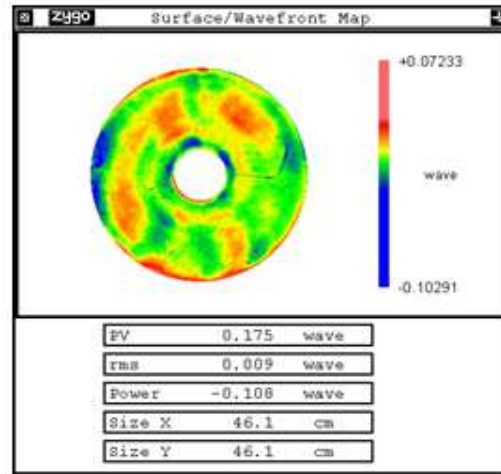 zygo Surface/Wavefront Map
+0.07233
wave
-0.10291
PV 0.175 wave
rms 0.009 wave
Power -0.108 wave
Size X 46.1 cm
Size Y 46.1 cm